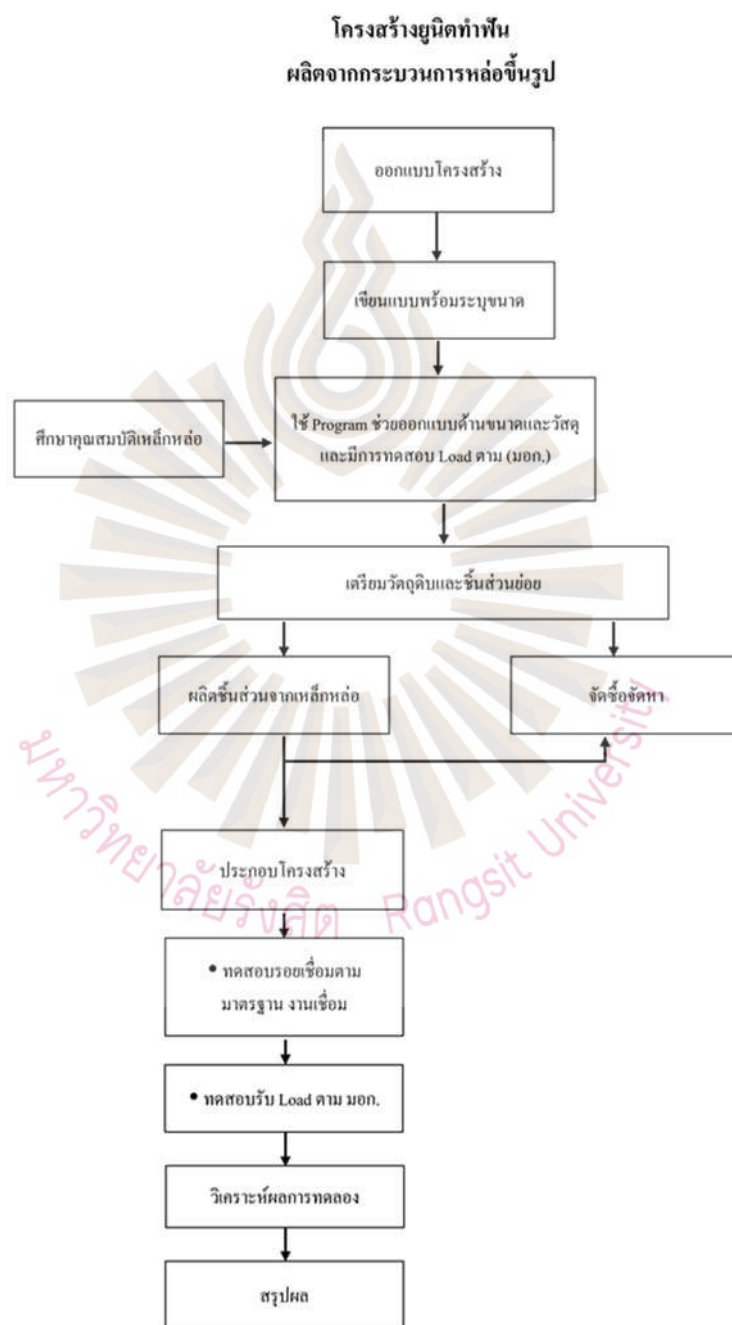 โครงสร้างยูนิตทำฟัน
ผลิตจากกระบวนการหล่อขึ้นรูป
ออกแบบโครงสร้าง
เขียนแบบพร้อมระบุขนาด
ศึกษาคุณสมบัติเหล็กหล่อ
ใช้ Program ช่วยออกแบบด้านขนาดและวัสดุ
และมีการทดสอบ Load ตาม (มอก.)
เตรียมวัตถุดิบและชิ้นส่วนย่อย
ผลิตชิ้นส่วนจากเหล็กหล่อ
จัดซื้อจัดหา
ประกอบโครงสร้าง
• ทดสอบรอยเชื่อมตาม
มาตรฐาน งานเชื่อม
• ทดสอบรับ Load ตาม มอก.
วิเคราะห์ผลการทดลอง
สรุปผล
มหาวิทยาลัยรังสิต Rangsit University